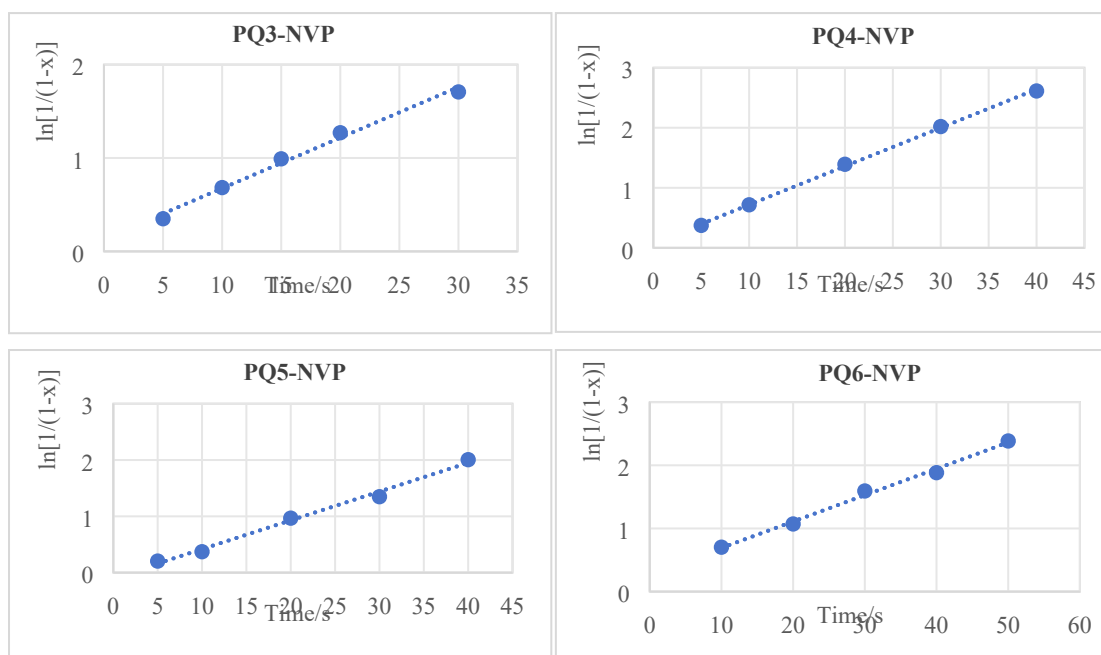 PQ3-NVP
ln[1/(1-x)]
2
1
0
0 5 10 15 20 25 30 35
Time/s
PQ4-NVP
ln[1/(1-x)]
3
2
1
0
0 5 10 15 20 25 30 35 40 45
Time/s
PQ5-NVP
ln[1/(1-x)]
3
2
1
0
0 5 10 15 20 25 30 35 40 45
Time/s
PQ6-NVP
ln[1/(1-x)]
3
2
1
0
0 10 20 30 40 50 60
Time/s